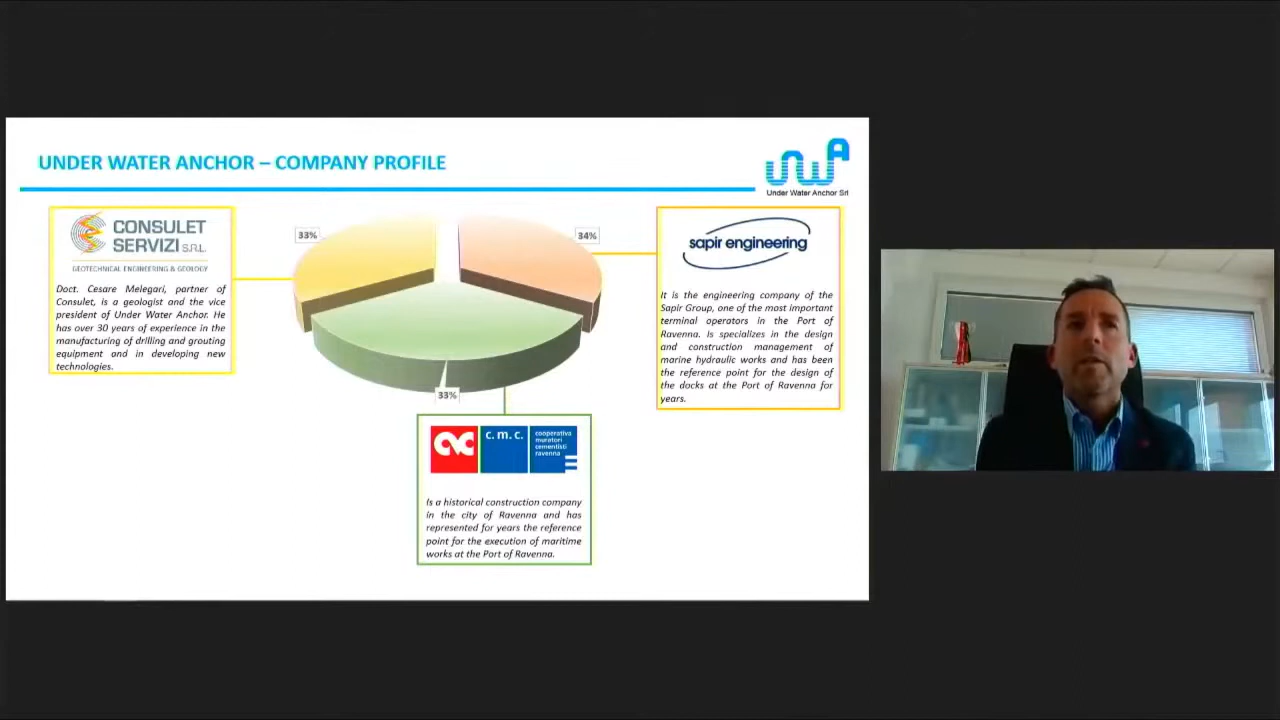 UNDER WATER ANCHOR – COMPANY PROFILE
UWA
Under Water Anchor Srl
CONSULET
SERVIZI S.R.L.
GEOTECHNICAL ENGINEERING & GEOLOGY
Doct. Cesare Melegari, partner of
Consulet, is a geologist and the vice
president of Under Water Anchor. He
has over 30 years of experience in the
manufacturing of drilling and grouting
equipment and in developing new
technologies.
33%
34%
33%
sapir engineering
It is the engineering company of the
Sapir Group, one of the most important
terminal operators in the Port of
Ravenna. Is specializes in the design
and construction management of
marine hydraulic works and has been
the reference point for the design of
the docks at the Port of Ravenna for
years.
c.m.c.
cooperativa
muratori
cementisti
ravenna
Is a historical construction company
in the city of Ravenna and has
represented for years the reference
point for the execution of maritime
works at the Port of Ravenna.